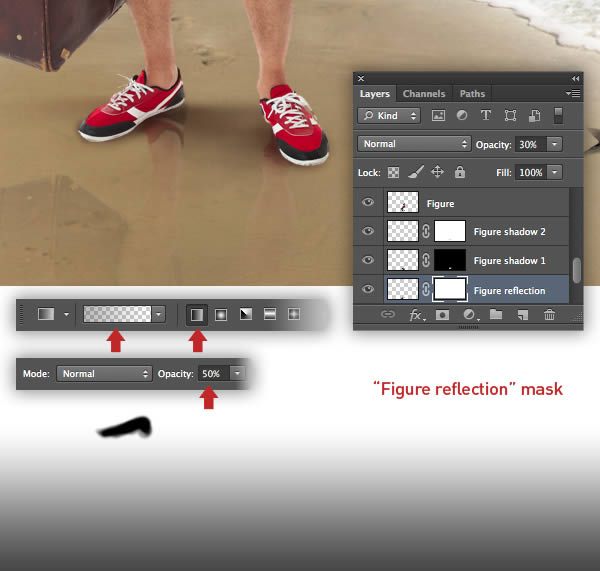 Layers Channels Paths
Kind
Normal Opacity: 30%
Lock: Fill: 100%
Figure
Figure shadow 2
Figure shadow 1
Figure reflection
fx
Mode: Normal Opacity: 50%
“Figure reflection” mask